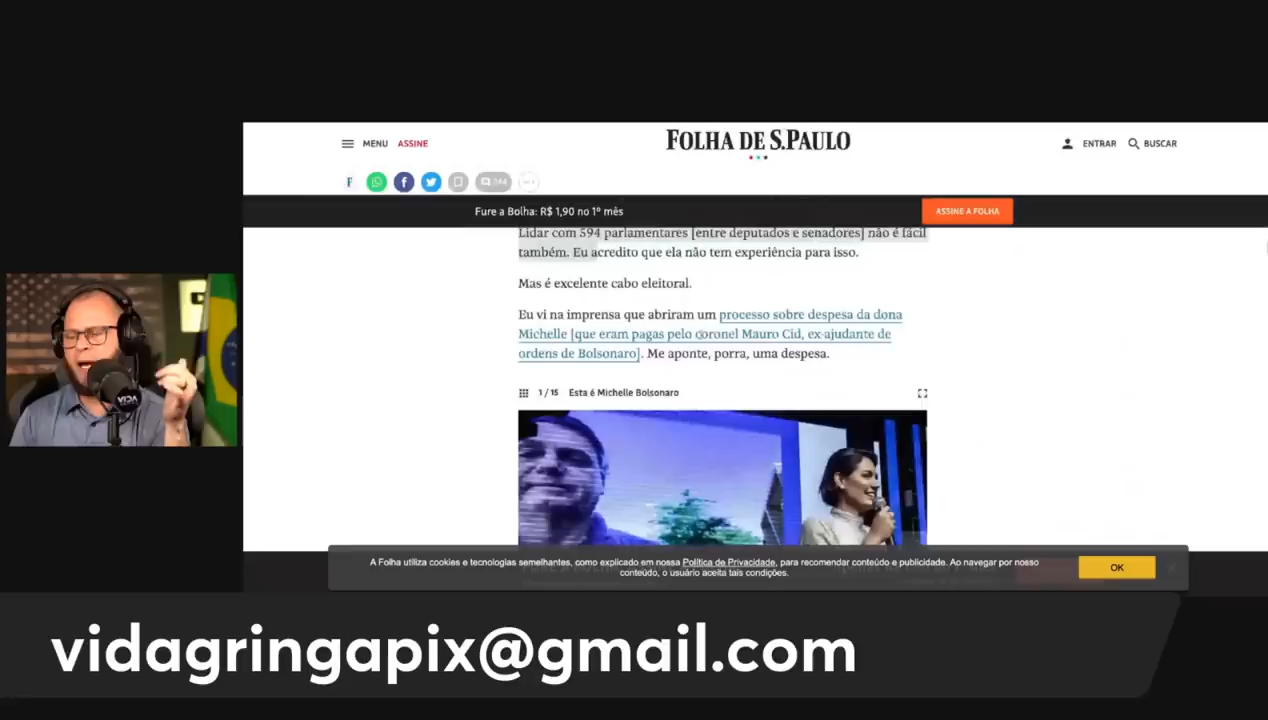 MENU ASSINE
FOLHA DE S.PAULO
ENTRAR BUSCAR
F
Fure a Bolha: R$ 1,90 no 1º mês
ASSINE A FOLHA
Lidar com 594 parlamentares [entre deputados e senadores] não é fácil
também. Eu acredito que ela não tem experiência para isso.
Mas é excelente cabo eleitoral.
Eu vi na imprensa que abriram um processo sobre despesa da dona
Michelle [que eram pagas pelo coronel Mauro Cid, ex-ajudante de
ordens de Bolsonaro]. Me aponte, porra, uma despesa.
1 / 15 Esta é Michelle Bolsonaro
VIDA
A Folha utiliza cookies e tecnologias semelhantes, como explicado em nossa Política de Privacidade, para recomendar conteúdo e publicidade. Ao navegar por nosso
conteúdo, o usuário aceita tais condições.
OK
vidagringapix@gmail.com